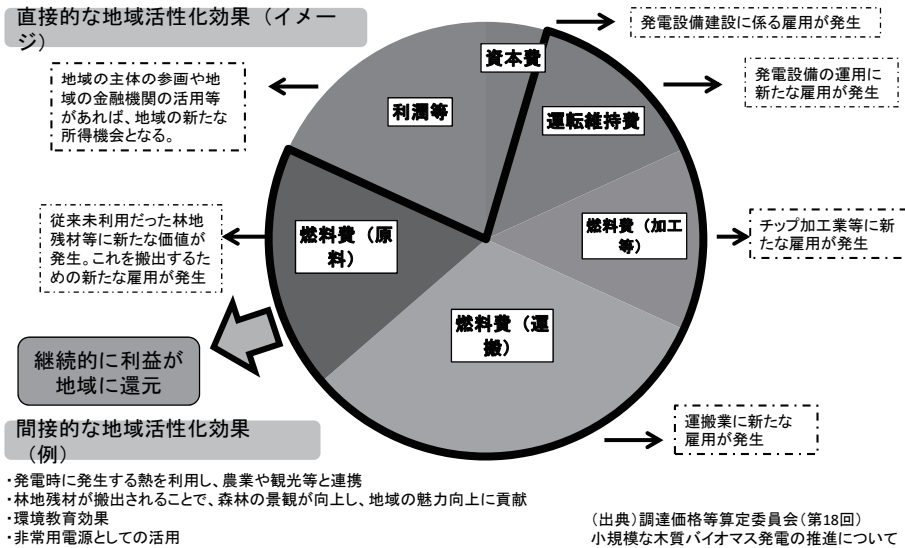 直接的な地域活性化効果（イメー
ジ）
資本費
発電設備建設に係る雇用が発生
地域の主体の参画や地
域の金融機関の活用等
があれば、地域の新たな
所得機会となる。
利潤等
運転維持費
発電設備の運用に
新たな雇用が発生
従来未利用だった林地
残材等に新たな価値が
発生。これを搬出するた
めの新たな雇用が発生
燃料費（原
料）
燃料費（加工
等）
チップ加工業等に新
たな雇用が発生
燃料費（運
搬）
継続的に利益が
地域に還元
運搬業に新たな
雇用が発生
間接的な地域活性化効果
（例）
・発電時に発生する熱を利用し、農業や観光等と連携
・林地残材が搬出されることで、森林の景観が向上し、地域の魅力向上に貢献
・環境教育効果
・非常用電源としての活用
（出典）調達価格等算定委員会（第18回）
小規模な木質バイオマス発電の推進について